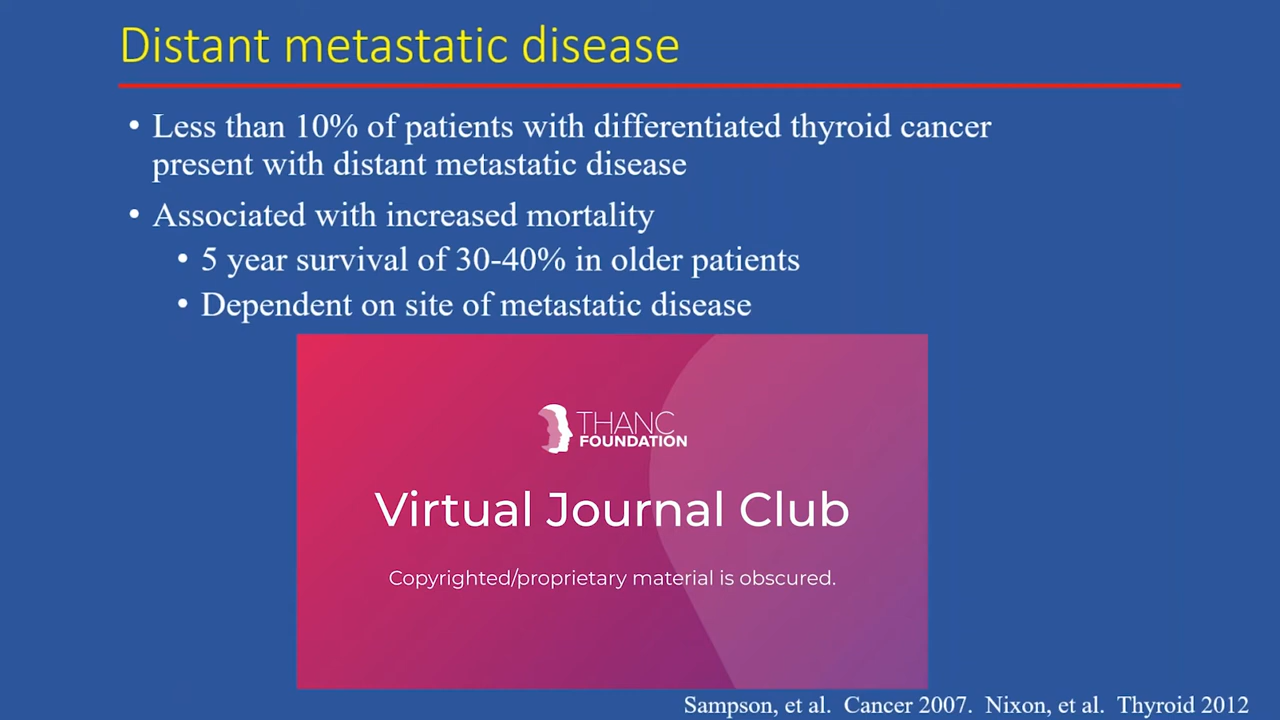 Distant metastatic disease
• Less than 10% of patients with differentiated thyroid cancer
present with distant metastatic disease
• Associated with increased mortality
• 5 year survival of 30-40% in older patients
• Dependent on site of metastatic disease
THANC
FOUNDATION
Virtual Journal Club
Copyrighted/proprietary material is obscured.
Sampson, et al. Cancer 2007. Nixon, et al. Thyroid 2012